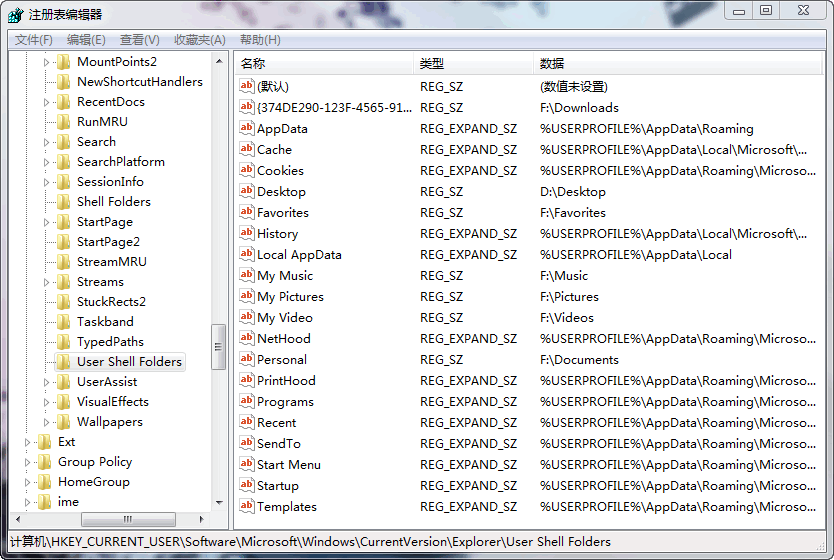 注册表编辑器
文件(F) 编辑(E) 查看(V) 收藏夹(A) 帮助(H)
MountPoints2
NewShortcutHandlers
RecentDocs
RunMRU
Search
SearchPlatform
SessionInfo
Shell Folders
StartPage
StartPage2
StreamMRU
Streams
StuckRects2
Taskband
TypedPaths
User Shell Folders
UserAssist
VisualEffects
Wallpapers
Ext
Group Policy
HomeGroup
ime
名称 类型 数据
(默认) REG_SZ (数值未设置)
{374DE290-123F-4565-91... REG_SZ F:\Downloads
AppData REG_EXPAND_SZ %USERPROFILE%\AppData\Roaming
Cache REG_EXPAND_SZ %USERPROFILE%\AppData\Local\Microsoft\...
Cookies REG_EXPAND_SZ %USERPROFILE%\AppData\Roaming\Microso...
Desktop REG_SZ D:\Desktop
Favorites REG_SZ F:\Favorites
History REG_EXPAND_SZ %USERPROFILE%\AppData\Local\Microsoft\...
Local AppData REG_EXPAND_SZ %USERPROFILE%\AppData\Local
My Music REG_SZ F:\Music
My Pictures REG_SZ F:\Pictures
My Video REG_SZ F:\Videos
NetHood REG_EXPAND_SZ %USERPROFILE%\AppData\Roaming\Microso...
Personal REG_SZ F:\Documents
PrintHood REG_EXPAND_SZ %USERPROFILE%\AppData\Roaming\Microso...
Programs REG_EXPAND_SZ %USERPROFILE%\AppData\Roaming\Microso...
Recent REG_EXPAND_SZ %USERPROFILE%\AppData\Roaming\Microso...
SendTo REG_EXPAND_SZ %USERPROFILE%\AppData\Roaming\Microso...
Start Menu REG_EXPAND_SZ %USERPROFILE%\AppData\Roaming\Microso...
Startup REG_EXPAND_SZ %USERPROFILE%\AppData\Roaming\Microso...
Templates REG_EXPAND_SZ %USERPROFILE%\AppData\Roaming\Microso...
计算机\HKEY_CURRENT_USER\Software\Microsoft\Windows\CurrentVersion\Explorer\User Shell Folders